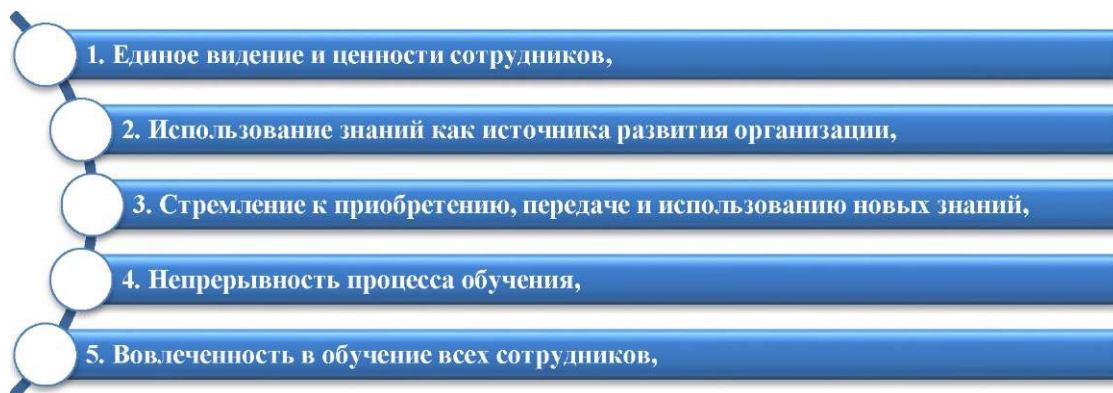 1. Единое видение и ценности сотрудников,
2. Использование знаний как источника развития организации,
3. Стремление к приобретению, передаче и использованию новых знаний,
4. Непрерывность процесса обучения,
5. Вовлеченность в обучение всех сотрудников,